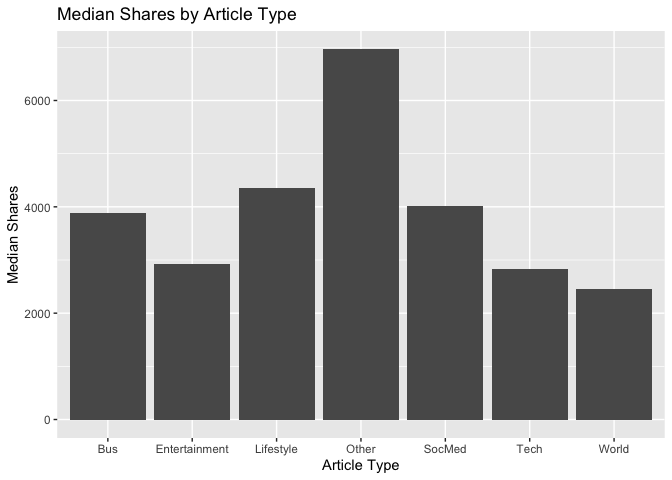 Median Shares by Article Type
6000
4000
2000
0
Median Shares
Bus Entertainment Lifestyle Other SocMed Tech World
Article Type